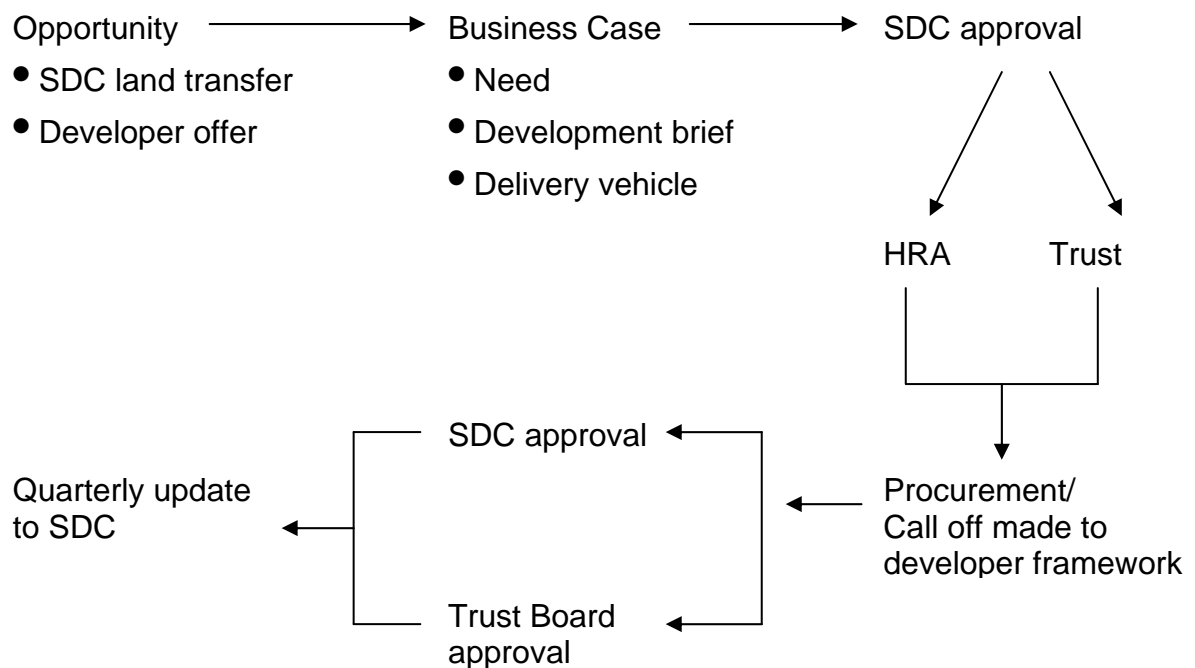 Opportunity
• SDC land transfer
• Developer offer
Business Case
• Need
• Development brief
• Delivery vehicle
SDC approval
HRA
Trust
Procurement/
Call off made to
developer framework
SDC approval
Trust Board
approval
Quarterly update
to SDC